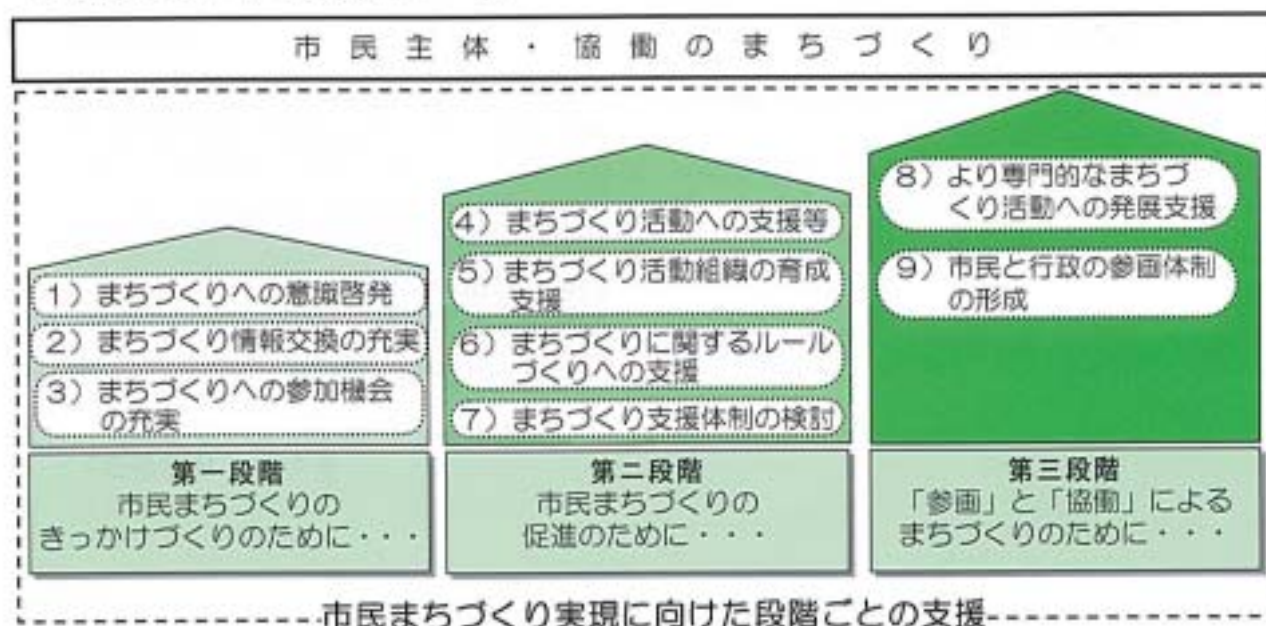 市民主体・協働のまちづくり
1）まちづくりへの意識啓発
2）まちづくり情報交換の充実
3）まちづくりへの参加機会
の充実
第一段階
市民まちづくりの
きっかけづくりのために・・・
4）まちづくり活動への支援等
5）まちづくり活動組織の育成
支援
6）まちづくりに関するルール
づくりへの支援
7）まちづくり支援体制の検討
第二段階
市民まちづくりの
促進のために・・・
8）より専門的なまちづ
くり活動への発展支援
9）市民と行政の参画体制
の形成
第三段階
「参画」と「協働」による
まちづくりのために・・・
市民まちづくり実現に向けた段階ごとの支援